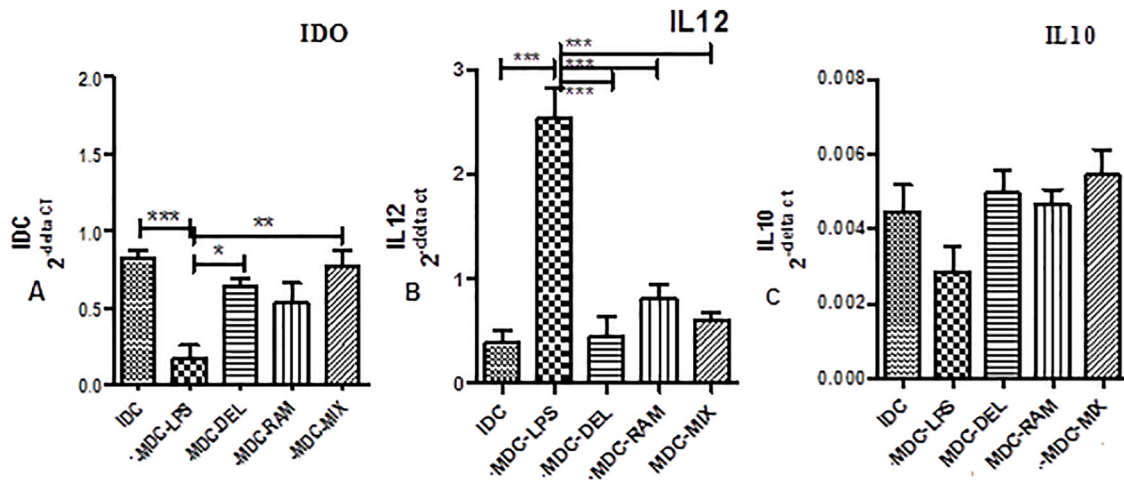 IDO
2.0
1.5
1.0
0.5
0.0
IDC
2-delta CT
A
***
**
*
IDC
.-MDC-LPS
-MDC-DEL
-MDC-RAM
-MDC-MIX
IL12
3
2
1
0
IL12
2-delta ct
B
***
***
***
***
IDC
.MDC-LPS
.MDC-DEL
.MDC-RAM
MDC-MIX
IL10
0.008
0.006
0.004
0.002
0.000
IL10
2-delta ct
C
IDC
.MDC-LPS
MDC-DEL
MDC-RAM
.-MDC-MIX